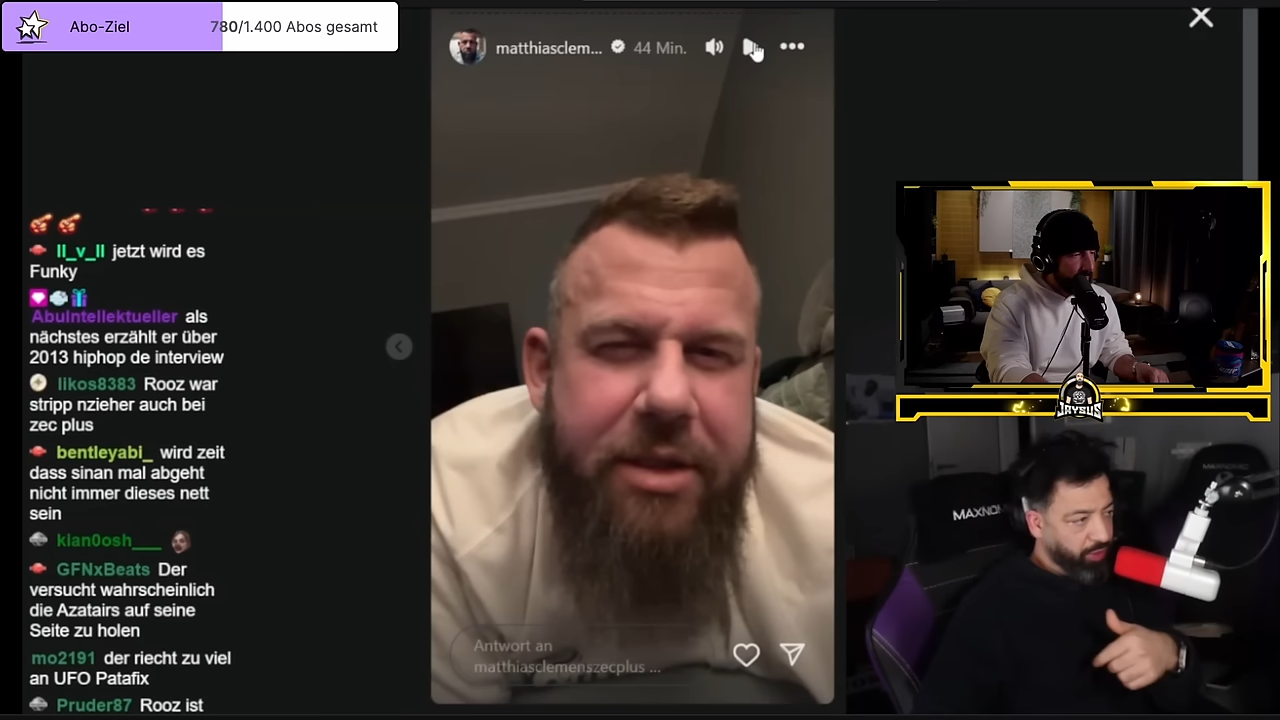 Abo-Ziel
780/1.400 Abos gesamt
matthiasclem... 44 Min.
ll_v_ll jetzt wird es
Funky
AbuIntellektueller als
nächstes erzählt er über
2013 hiphop de interview
likos8383 Rooz war
stripp nzieher auch bei
zec plus
bentleyabi_ wird zeit
dass sinan mal abgeht
nicht immer dieses nett
sein
kian0osh___
GFNxBeats Der
versucht wahrscheinlich
die Azatairs auf seine
Seite zu holen
mo2191 der riecht zu viel
an UFO Patafix
Pruder87 Rooz ist
Antwort an
matthiasclemenszecplus ...
JAYSUS
MAXNOMIC